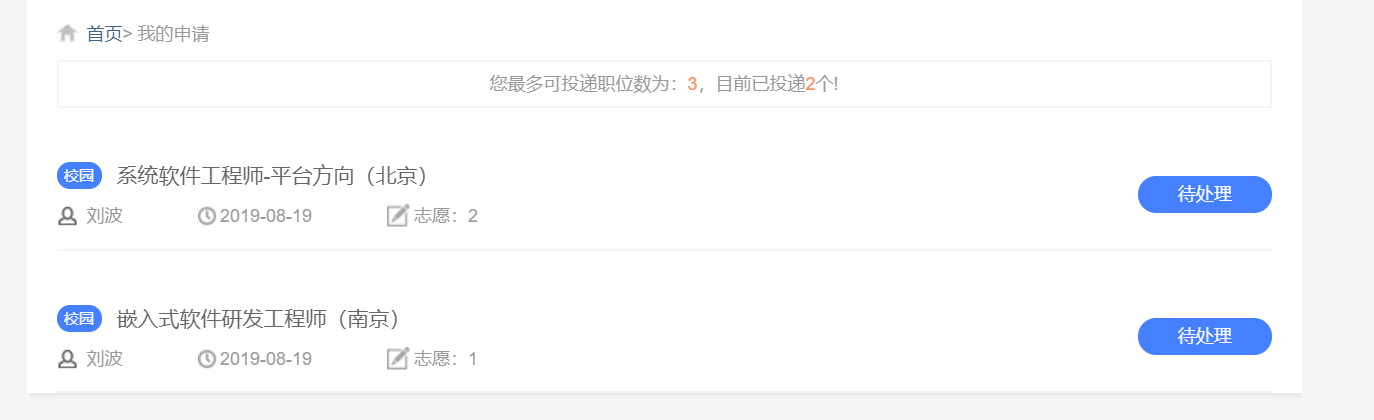 首页> 我的申请
您最多可投递职位数为：3，目前已投递2个!
校园 系统软件工程师-平台方向（北京）
待处理
刘波 2019-08-19 志愿：2
校园 嵌入式软件研发工程师（南京）
待处理
刘波 2019-08-19 志愿：1